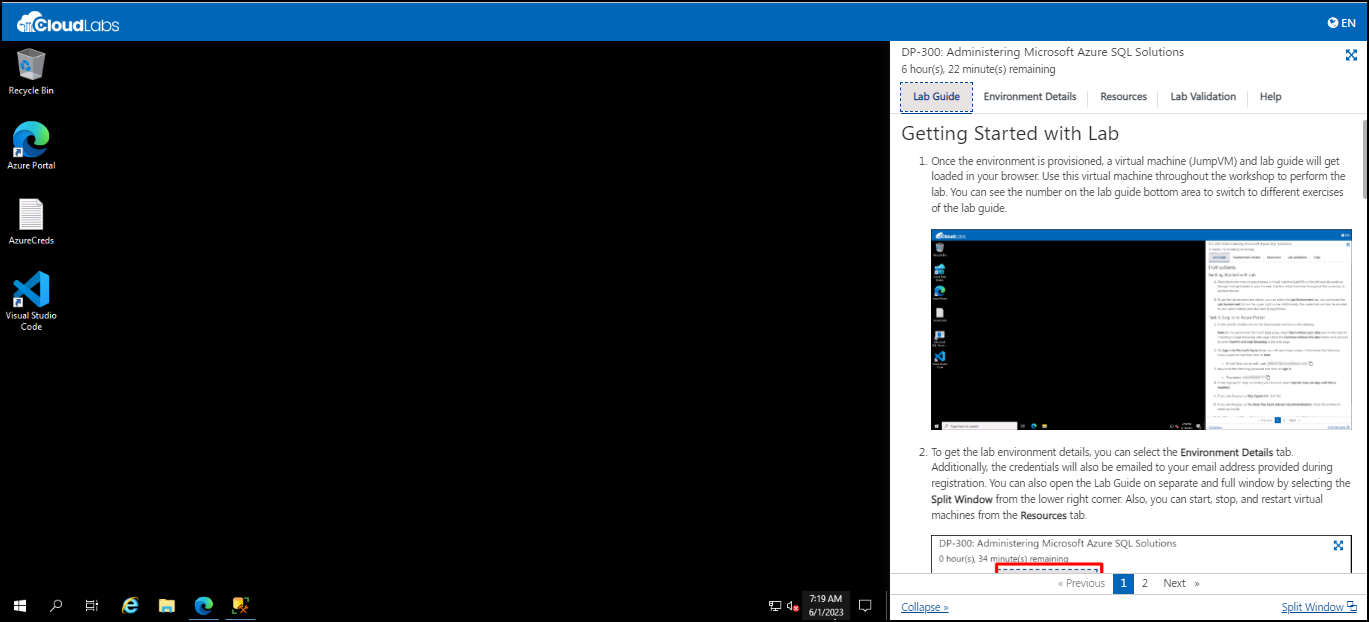 CloudLabs
EN
Recycle Bin
Azure Portal
AzureCreds
Visual Studio
Code
7:19 AM
6/1/2023
DP-300: Administering Microsoft Azure SQL Solutions
6 hour(s), 22 minute(s) remaining
Lab Guide
Environment Details
Resources
Lab Validation
Help
Getting Started with Lab
1. Once the environment is provisioned, a virtual machine (JumpVM) and lab guide will get
loaded in your browser. Use this virtual machine throughout the workshop to perform the
lab. You can see the number on the lab guide bottom area to switch to different exercises
of the lab guide.
2. To get the lab environment details, you can select the Environment Details tab.
Additionally, the credentials will also be emailed to your email address provided during
registration. You can also open the Lab Guide on separate and full window by selecting the
Split Window from the lower right corner. Also, you can start, stop, and restart virtual
machines from the Resources tab.
DP-300: Administering Microsoft Azure SQL Solutions
0 hour(s), 34 minute(s) remaining
« Previous 1 2 Next »
Collapse »
Split Window